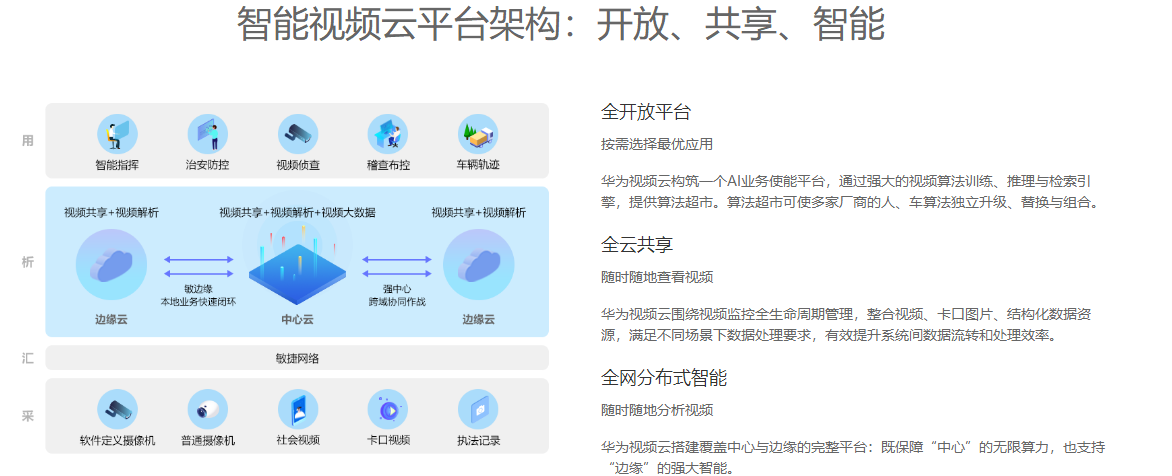 智能视频云平台架构：开放、共享、智能
用
智能指挥
治安防控
视频侦查
稽查布控
车辆轨迹
析
视频共享+视频解析
视频共享+视频解析+视频大数据
视频共享+视频解析
敏边缘
本地业务快速闭环
强中心
跨域协同作战
边缘云
中心云
边缘云
汇
敏捷网络
采
软件定义摄像机
普通摄像机
社会视频
卡口视频
执法记录
全开放平台
按需选择最优应用
华为视频云构筑一个AI业务使能平台，通过强大的视频算法训练、推理与检索引
擎，提供算法超市。算法超市可使多家厂商的人、车算法独立升级、替换与组合。
全云共享
随时随地查看视频
华为视频云围绕视频监控全生命周期管理，整合视频、卡口图片、结构化数据资
源，满足不同场景下数据处理要求，有效提升系统间数据流转和处理效率。
全网分布式智能
随时随地分析视频
华为视频云搭建覆盖中心与边缘的完整平台：既保障“中心”的无限算力，也支持
“边缘”的强大智能。